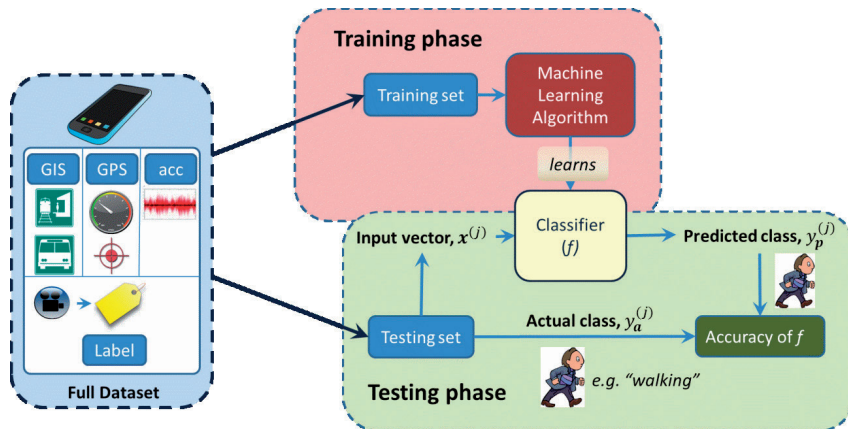 Training phase
Training set
Machine
Learning
Algorithm
learns
GIS
GPS
acc
Label
Full Dataset
Input vector, x^(j)
Classifier
(f)
Predicted class, y_p^(j)
Testing set
Actual class, y_a^(j)
Accuracy of f
e.g. “walking”
Testing phase